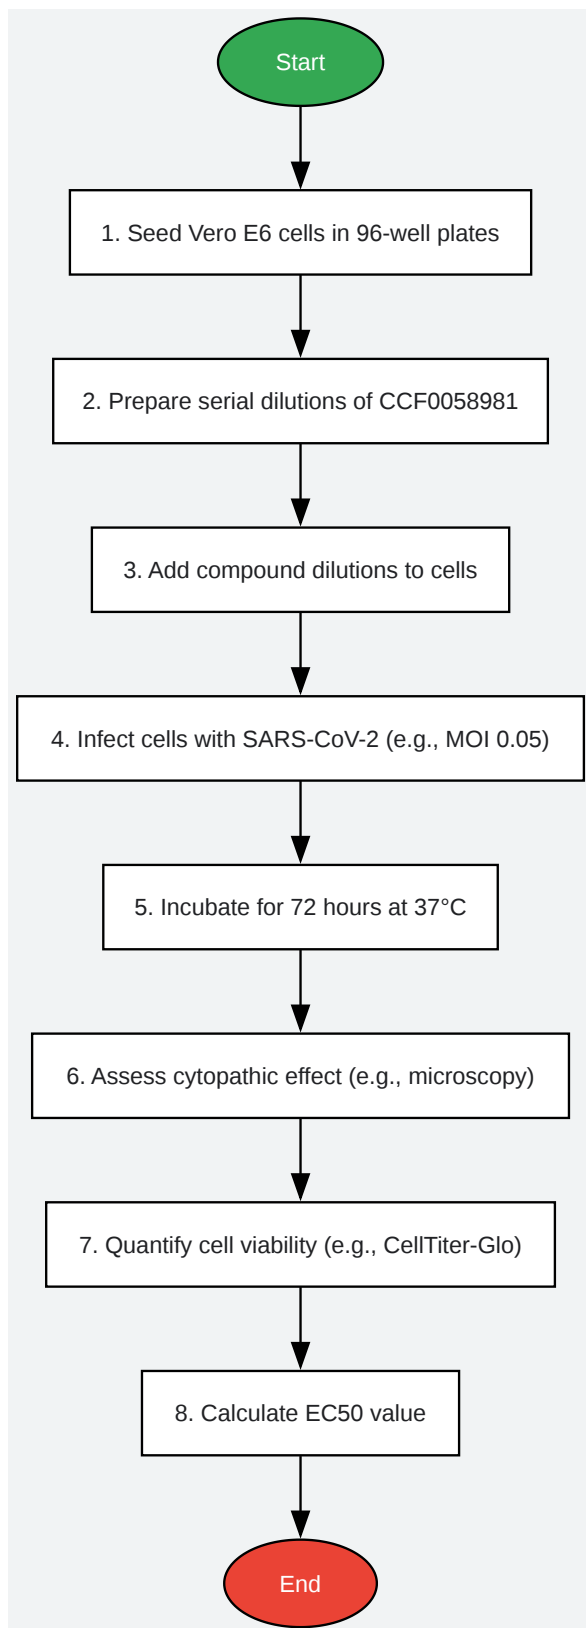 Start
1. Seed Vero E6 cells in 96-well plates
2. Prepare serial dilutions of CCF0058981
3. Add compound dilutions to cells
4. Infect cells with SARS-CoV-2 (e.g., MOI 0.05)
5. Incubate for 72 hours at 37°C
6. Assess cytopathic effect (e.g., microscopy)
7. Quantify cell viability (e.g., CellTiter-Glo)
8. Calculate EC50 value
End